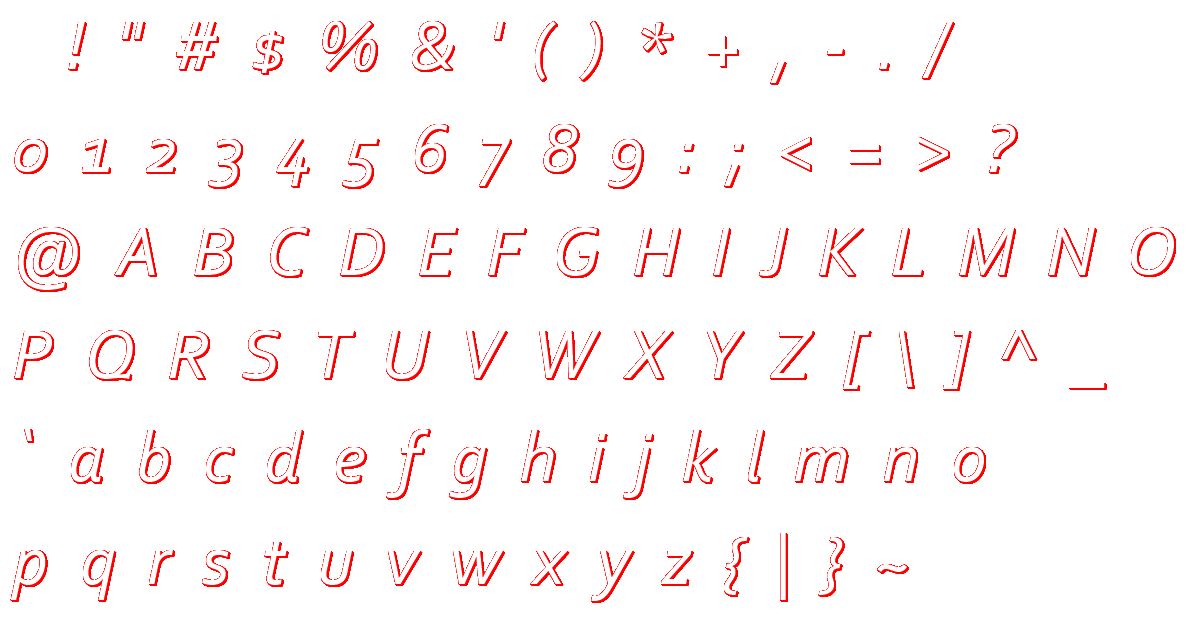 ! " # $ % & ' ( ) * + , - . /
0 1 2 3 4 5 6 7 8 9 : ; < = > ?
@ A B C D E F G H I J K L M N O
P Q R S T U V W X Y Z [ \ ] ^ _
` a b c d e f g h i j k l m n o
p q r s t u v w x y z { | } ~